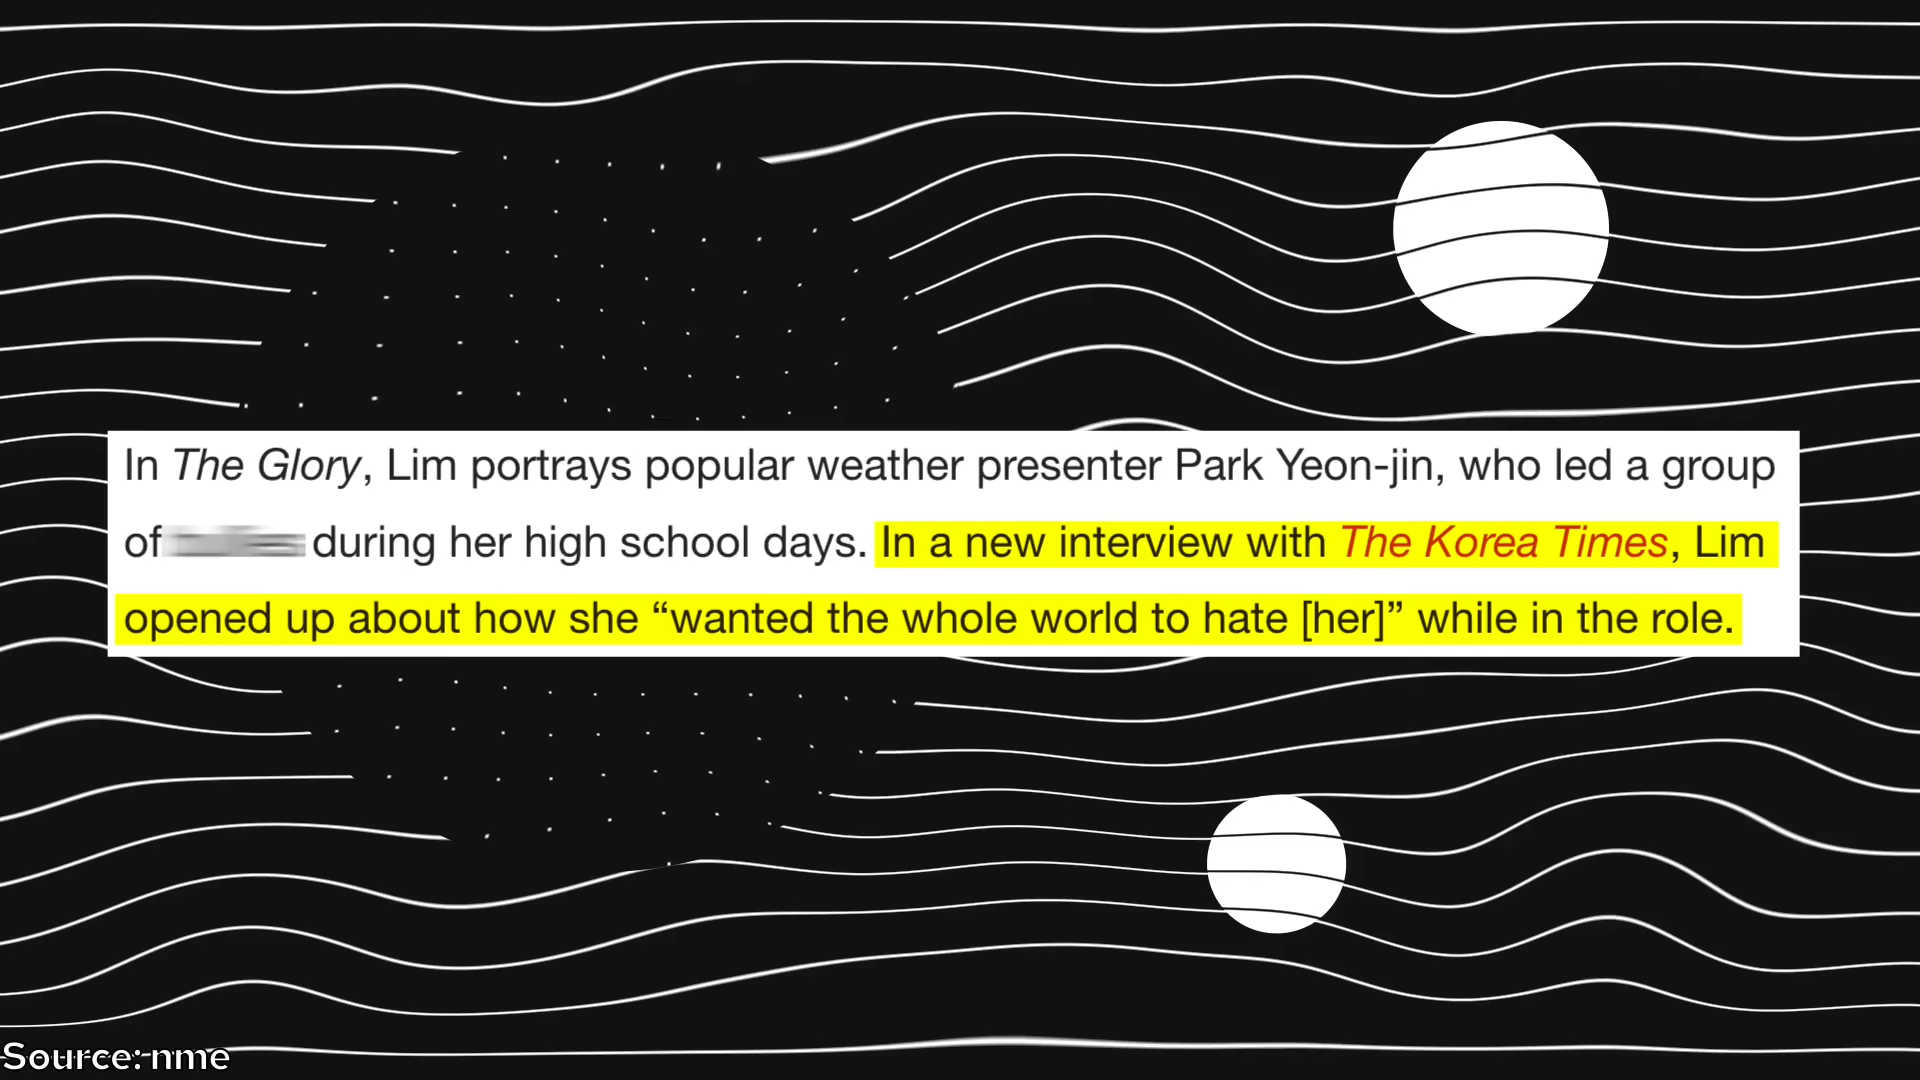 In The Glory, Lim portrays popular weather presenter Park Yeon-jin, who led a group
of during her high school days. In a new interview with The Korea Times, Lim
opened up about how she “wanted the whole world to hate [her]” while in the role.
Source: nme